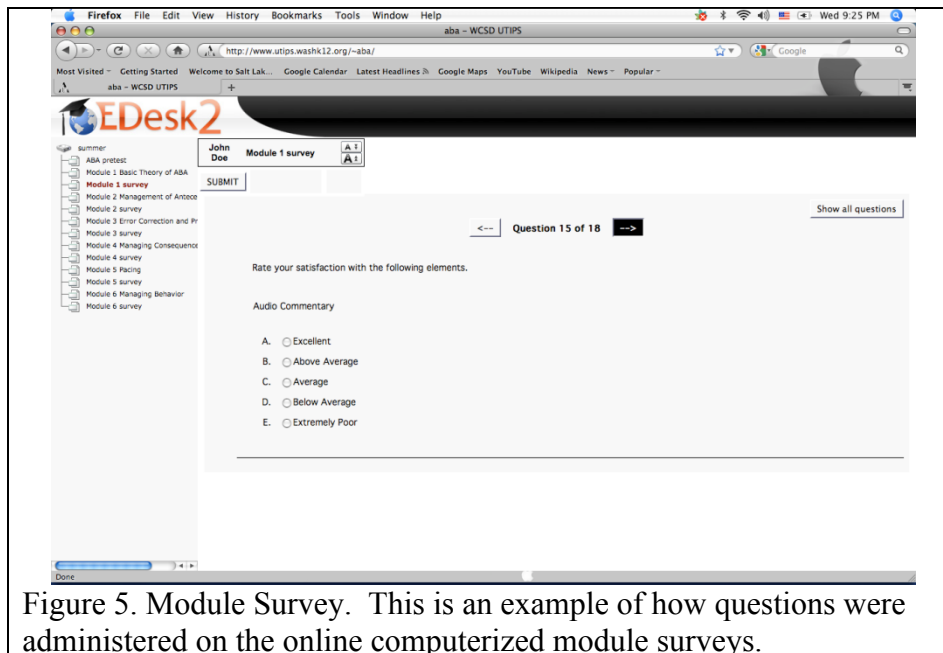 Firefox File Edit View History Bookmarks Tools Window Help Wed 9:25 PM
aba - WCSD UTIPS
http://www.utips.washk12.org/~aba/ Google
Most Visited Getting Started Welcome to Salt Lak... Google Calendar Latest Headlines Google Maps YouTube Wikipedia News Popular
aba - WCSD UTIPS +
EDesk2
summer
ABA pretest
Module 1 Basic Theory of ABA
Module 1 survey
Module 2 Management of Antece
Module 2 survey
Module 3 Error Correction and Pr
Module 3 survey
Module 4 Managing Consequence
Module 4 survey
Module 5 Pacing
Module 5 survey
Module 6 Managing Behavior
Module 6 survey
John Doe Module 1 survey A A
SUBMIT
Show all questions
<-- Question 15 of 18 -->
Rate your satisfaction with the following elements.
Audio Commentary
A. Excellent
B. Above Average
C. Average
D. Below Average
E. Extremely Poor
Done
Figure 5. Module Survey. This is an example of how questions were
administered on the online computerized module surveys.